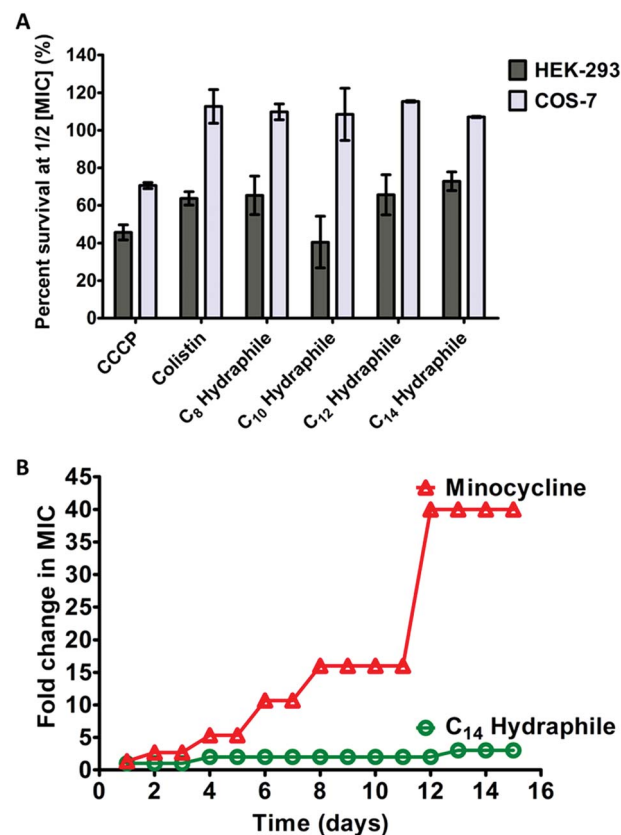 A
Percent survival at 1/2 [MIC] (%)
140
120
100
80
60
40
20
0
HEK-293
COS-7
CCCP
Colistin
C₈ Hydraphile
C₁₀ Hydraphile
C₁₂ Hydraphile
C₁₄ Hydraphile
B
Fold change in MIC
45
40
35
30
25
20
15
10
5
0
Minocycline
C₁₄ Hydraphile
0 2 4 6 8 10 12 14 16
Time (days)